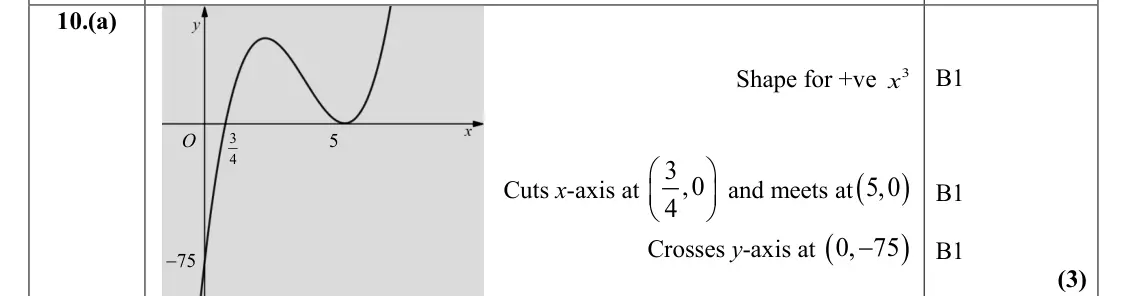 10.(a)
y
Shape for +ve x³ B1
O 3/4 5 x
Cuts x-axis at (3/4, 0) and meets at (5,0) B1
Crosses y-axis at (0, −75) B1
−75
(3)